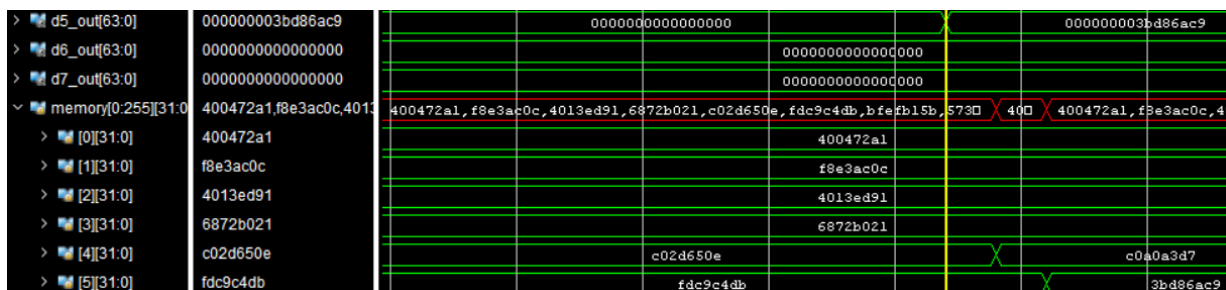 d5_out[63:0] 000000003bd86ac9 0000000000000000 000000003bd86ac9
d6_out[63:0] 0000000000000000 0000000000000000
d7_out[63:0] 0000000000000000 0000000000000000
memory[0:255][31:0 400472a1,f8e3ac0c,4013 400472a1,f8e3ac0c,4013ed91,6872b021,c02d650e,fdc9c4db,bfefb15b,573 40 400472a1,f8e3ac0c,4
[0][31:0] 400472a1 400472a1
[1][31:0] f8e3ac0c f8e3ac0c
[2][31:0] 4013ed91 4013ed91
[3][31:0] 6872b021 6872b021
[4][31:0] c02d650e c02d650e c0a0a3d7
[5][31:0] fdc9c4db fdc9c4db 3bd86ac9